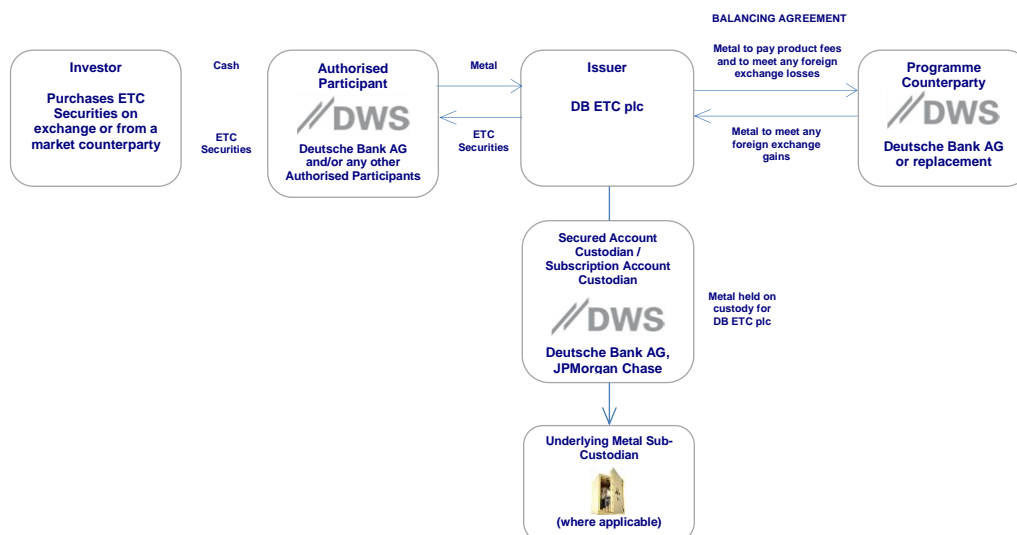 BALANCING AGREEMENT
Investor
Purchases ETC
Securities on
exchange or from a
market counterparty
Cash
ETC
Securities
Authorised
Participant
DWS
Deutsche Bank AG
and/or any other
Authorised Participants
Metal
ETC
Securities
Issuer
DB ETC plc
Metal to pay product fees
and to meet any foreign
exchange losses
Metal to meet any
foreign exchange
gains
Programme
Counterparty
DWS
Deutsche Bank AG
or replacement
Secured Account
Custodian /
Subscription Account
Custodian
DWS
Deutsche Bank AG,
JPMorgan Chase
Metal held on
custody for
DB ETC plc
Underlying Metal Sub-
Custodian
(where applicable)